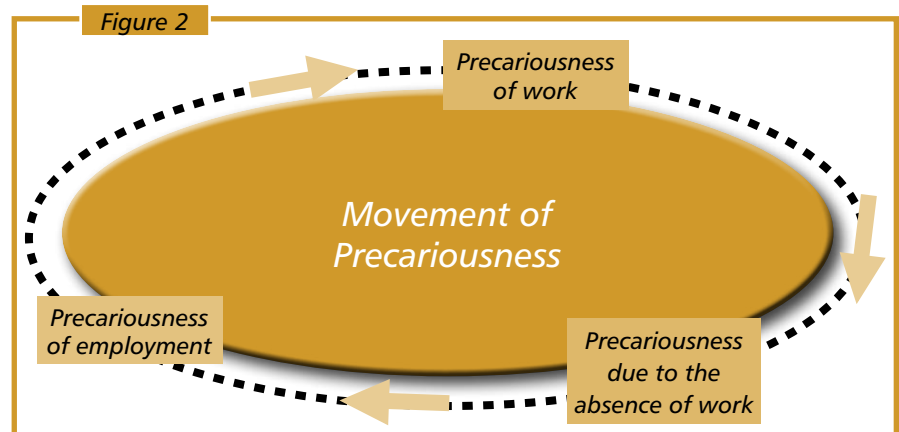 Figure 2
Precariousness
of work
Movement of
Precariousness
Precariousness
of employment
Precariousness
due to the
absence of work